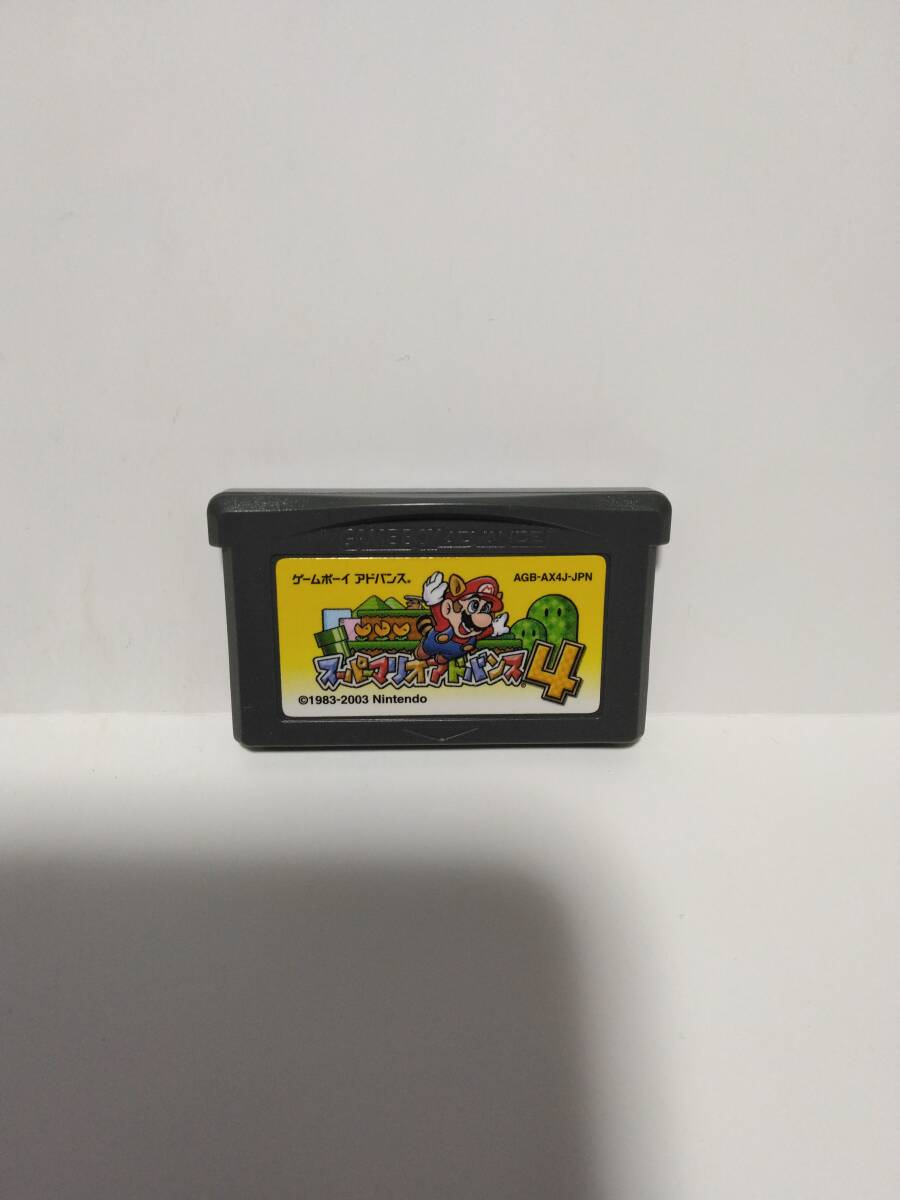 GAME BOY ADVANCE
ゲームボーイ アドバンス®
AGB-AX4J-JPN
スーパーマリオアドバンス®4
©1983-2003 Nintendo